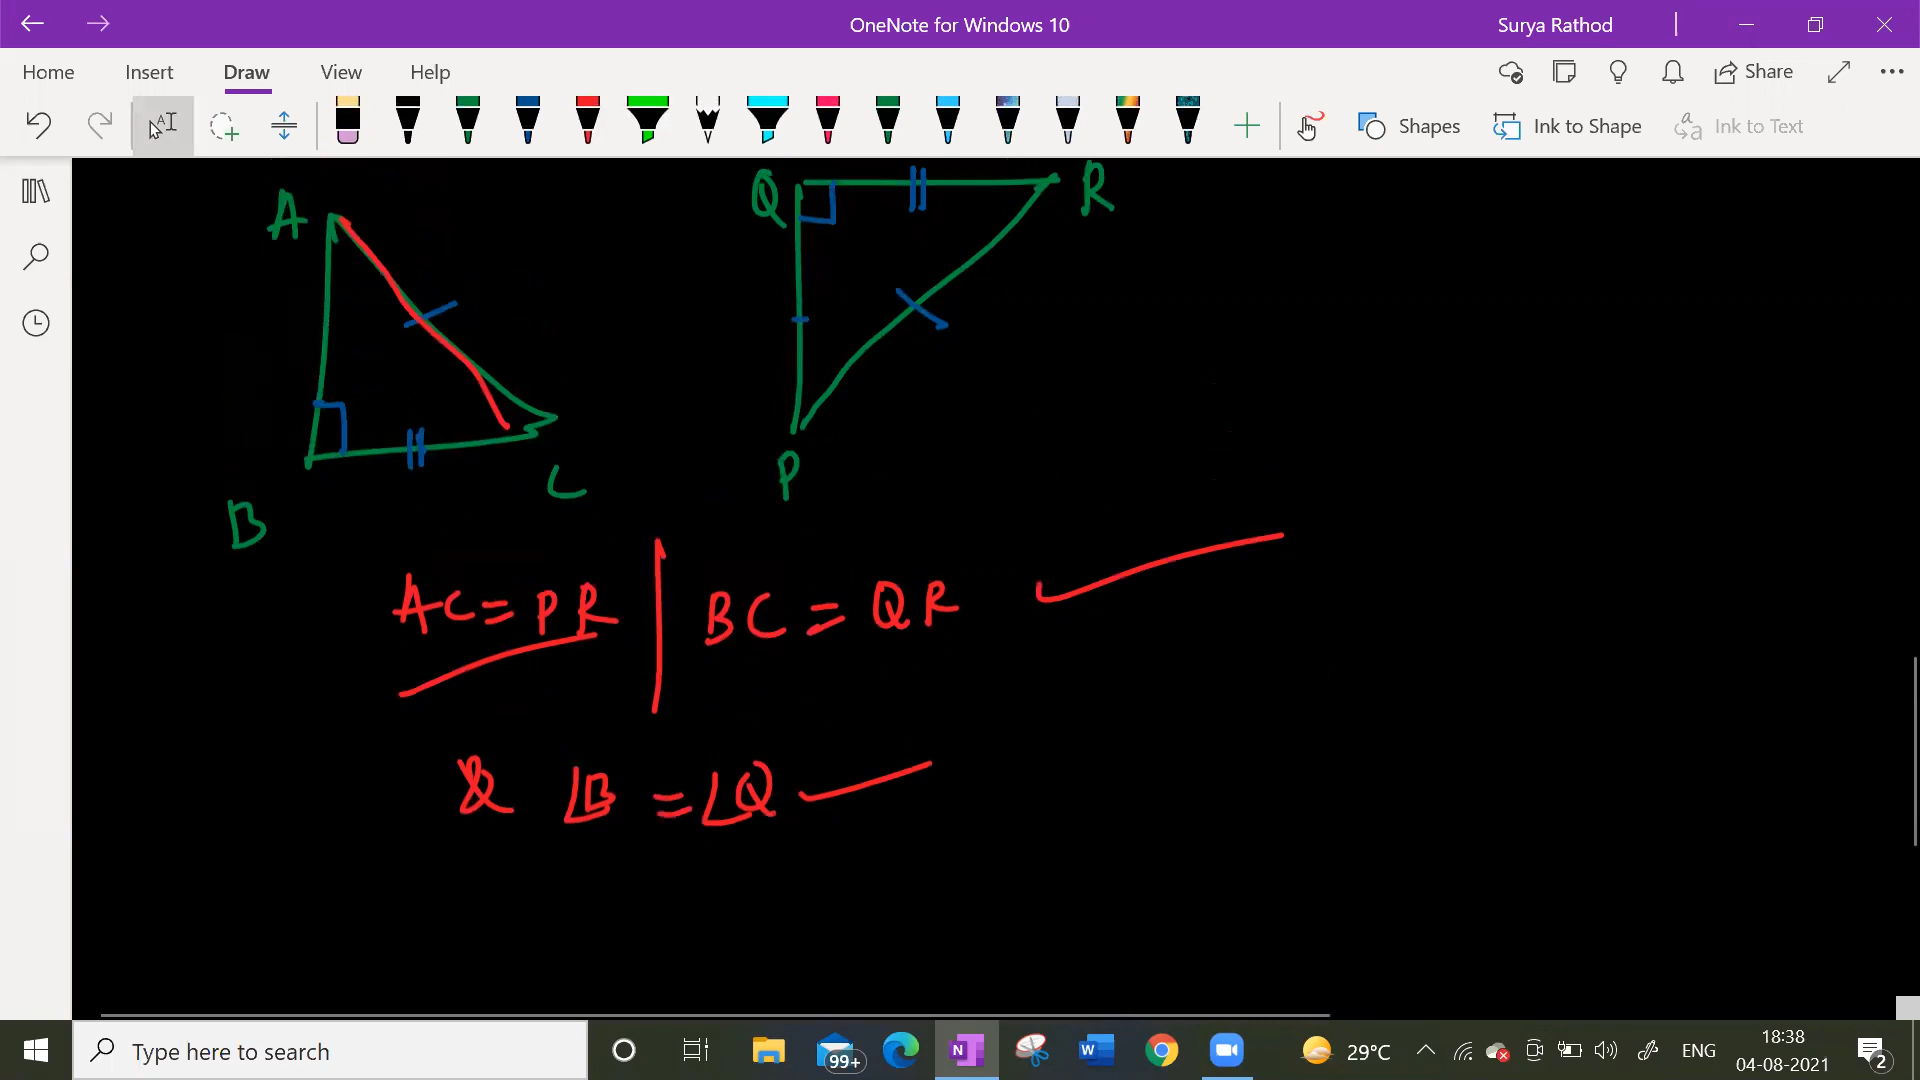 OneNote for Windows 10
Surya Rathod
Home Insert Draw View Help
Share
Shapes Ink to Shape Ink to Text
A
B
C
Q
R
P
AC = PR | BC = QR
& ∠B = ∠Q
Type here to search
99+
29°C
ENG
18:38
04-08-2021
2